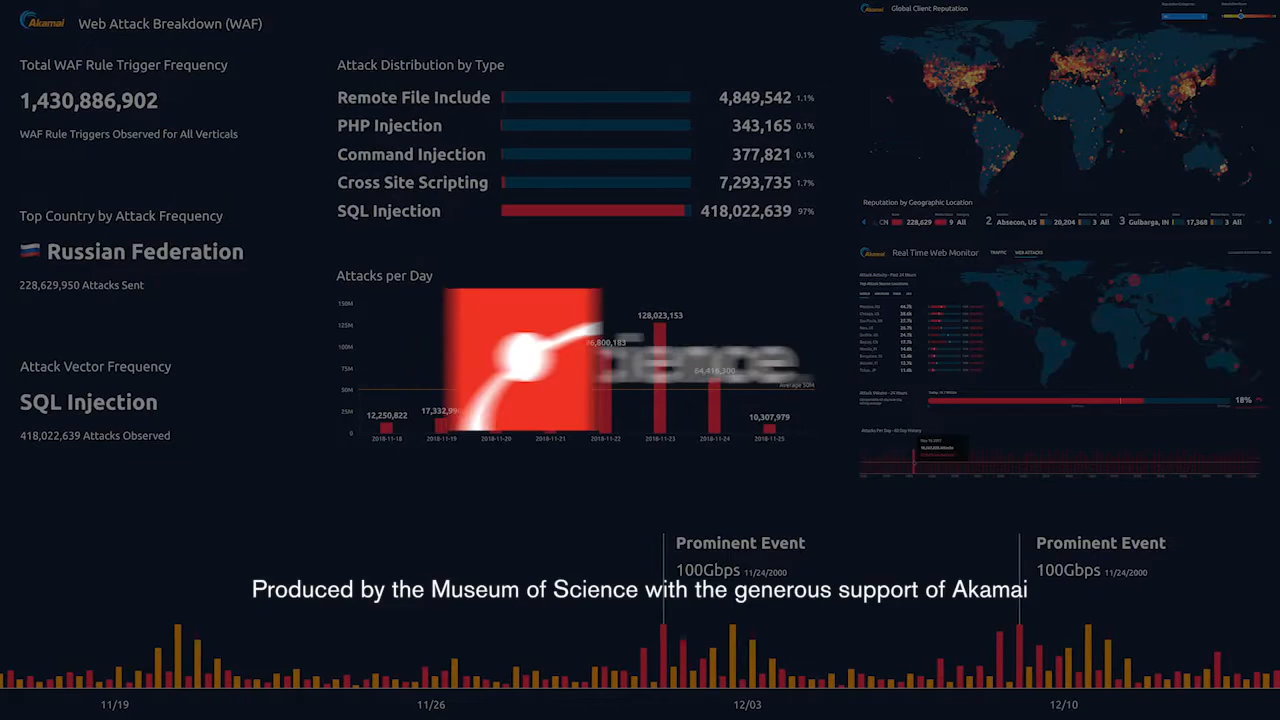 Akamai Web Attack Breakdown (WAF)
Total WAF Rule Trigger Frequency
1,430,886,902
WAF Rule Triggers Observed for All Verticals
Top Country by Attack Frequency
Russian Federation
228,629,950 Attacks Sent
Attack Vector Frequency
SQL Injection
418,022,639 Attacks Observed
Attack Distribution by Type
Remote File Include 4,849,542 1.1%
PHP Injection 343,165 0.1%
Command Injection 377,821 0.1%
Cross Site Scripting 7,293,735 1.7%
SQL Injection 418,022,639 97%
Attacks per Day
150M
125M
100M
75M
50M
25M
0
12,250,822
128,023,153
64,416,300
10,307,979
Average 50M
2018-11-18 2018-11-19 2018-11-20 2018-11-21 2018-11-22 2018-11-23 2018-11-24 2018-11-25
Akamai Global Client Reputation
Reputation by Geographic Location
CN 228,629 9 All 2 Absecon, US 20,204 3 All 3 Gulbarga, IN 17,368 3 All
Akamai Real Time Web Monitor TRAFFIC WEB ATTACKS
18%
Prominent Event
100Gbps 11/24/2000
Prominent Event
100Gbps 11/24/2000
Produced by the Museum of Science with the generous support of Akamai
11/19 11/26 12/03 12/10